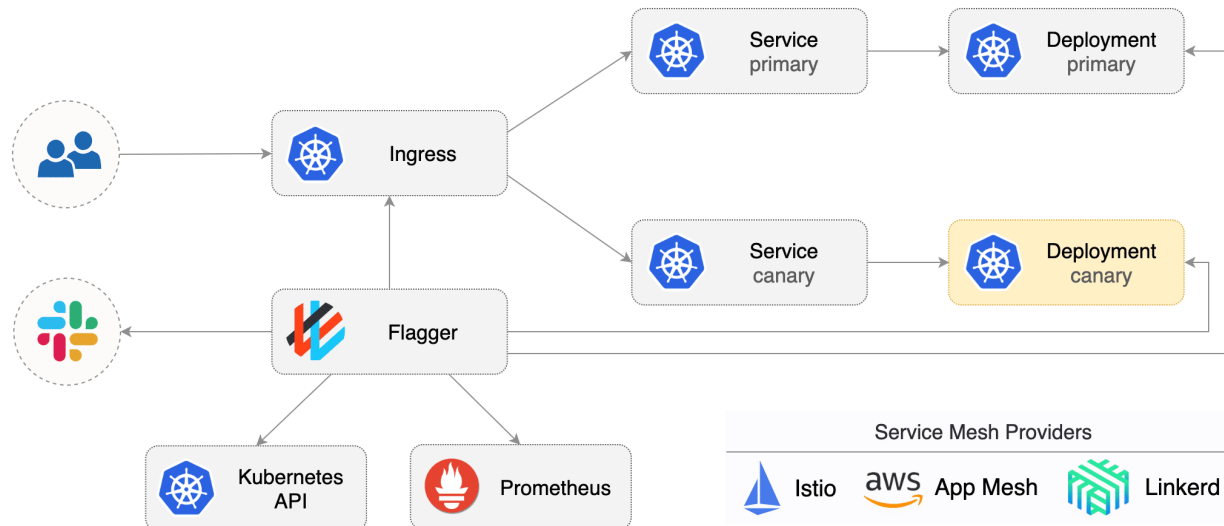 Service
primary
Deployment
primary
Ingress
Service
canary
Deployment
canary
Flagger
Kubernetes
API
Prometheus
Service Mesh Providers
Istio
aws
App Mesh
Linkerd